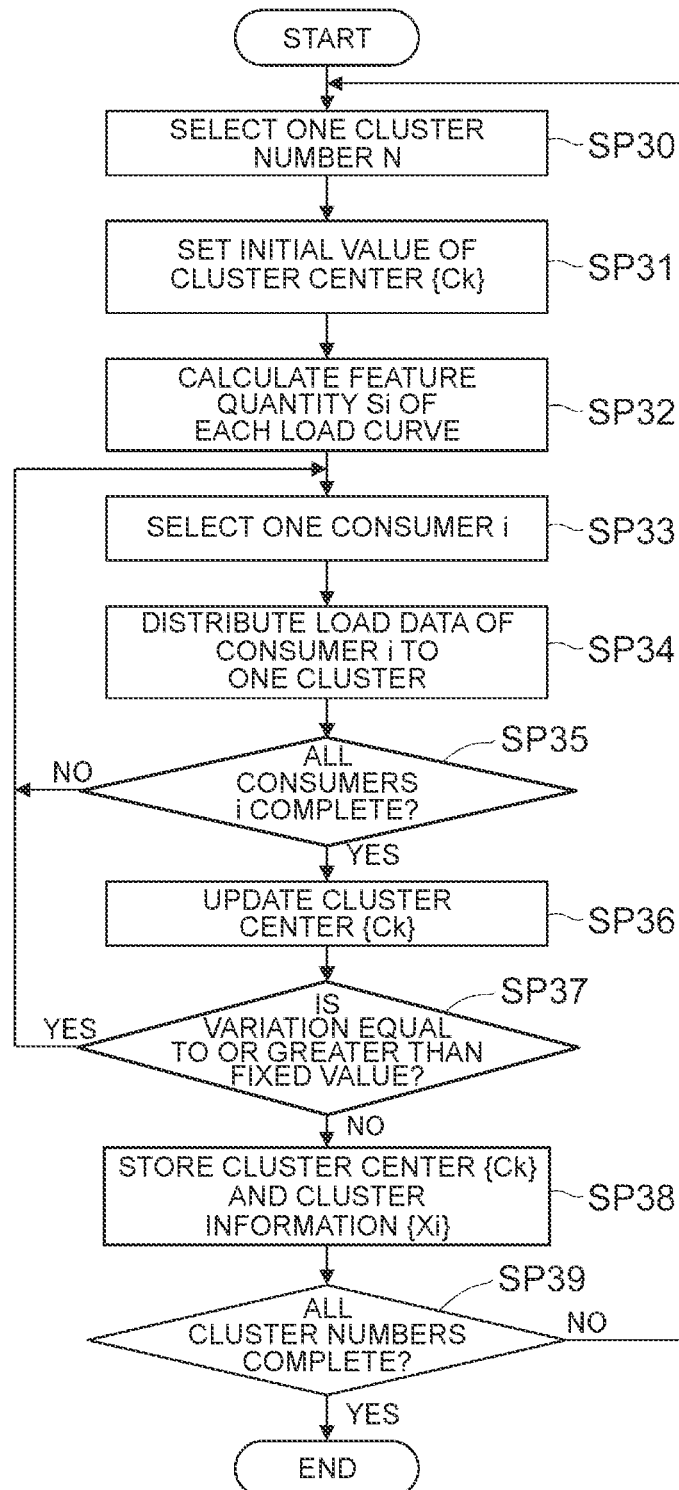 START
SELECT ONE CLUSTER
NUMBER N
SP30
SET INITIAL VALUE OF
CLUSTER CENTER {Ck}
SP31
CALCULATE FEATURE
QUANTITY Si OF
EACH LOAD CURVE
SP32
SELECT ONE CONSUMER i
SP33
DISTRIBUTE LOAD DATA OF
CONSUMER i TO
ONE CLUSTER
SP34
SP35
ALL
CONSUMERS
i COMPLETE?
NO
YES
UPDATE CLUSTER
CENTER {Ck}
SP36
SP37
IS
VARIATION EQUAL
TO OR GREATER THAN
FIXED VALUE?
YES
NO
STORE CLUSTER CENTER {Ck}
AND CLUSTER
INFORMATION {Xi}
SP38
SP39
ALL
CLUSTER NUMBERS
COMPLETE?
NO
YES
END